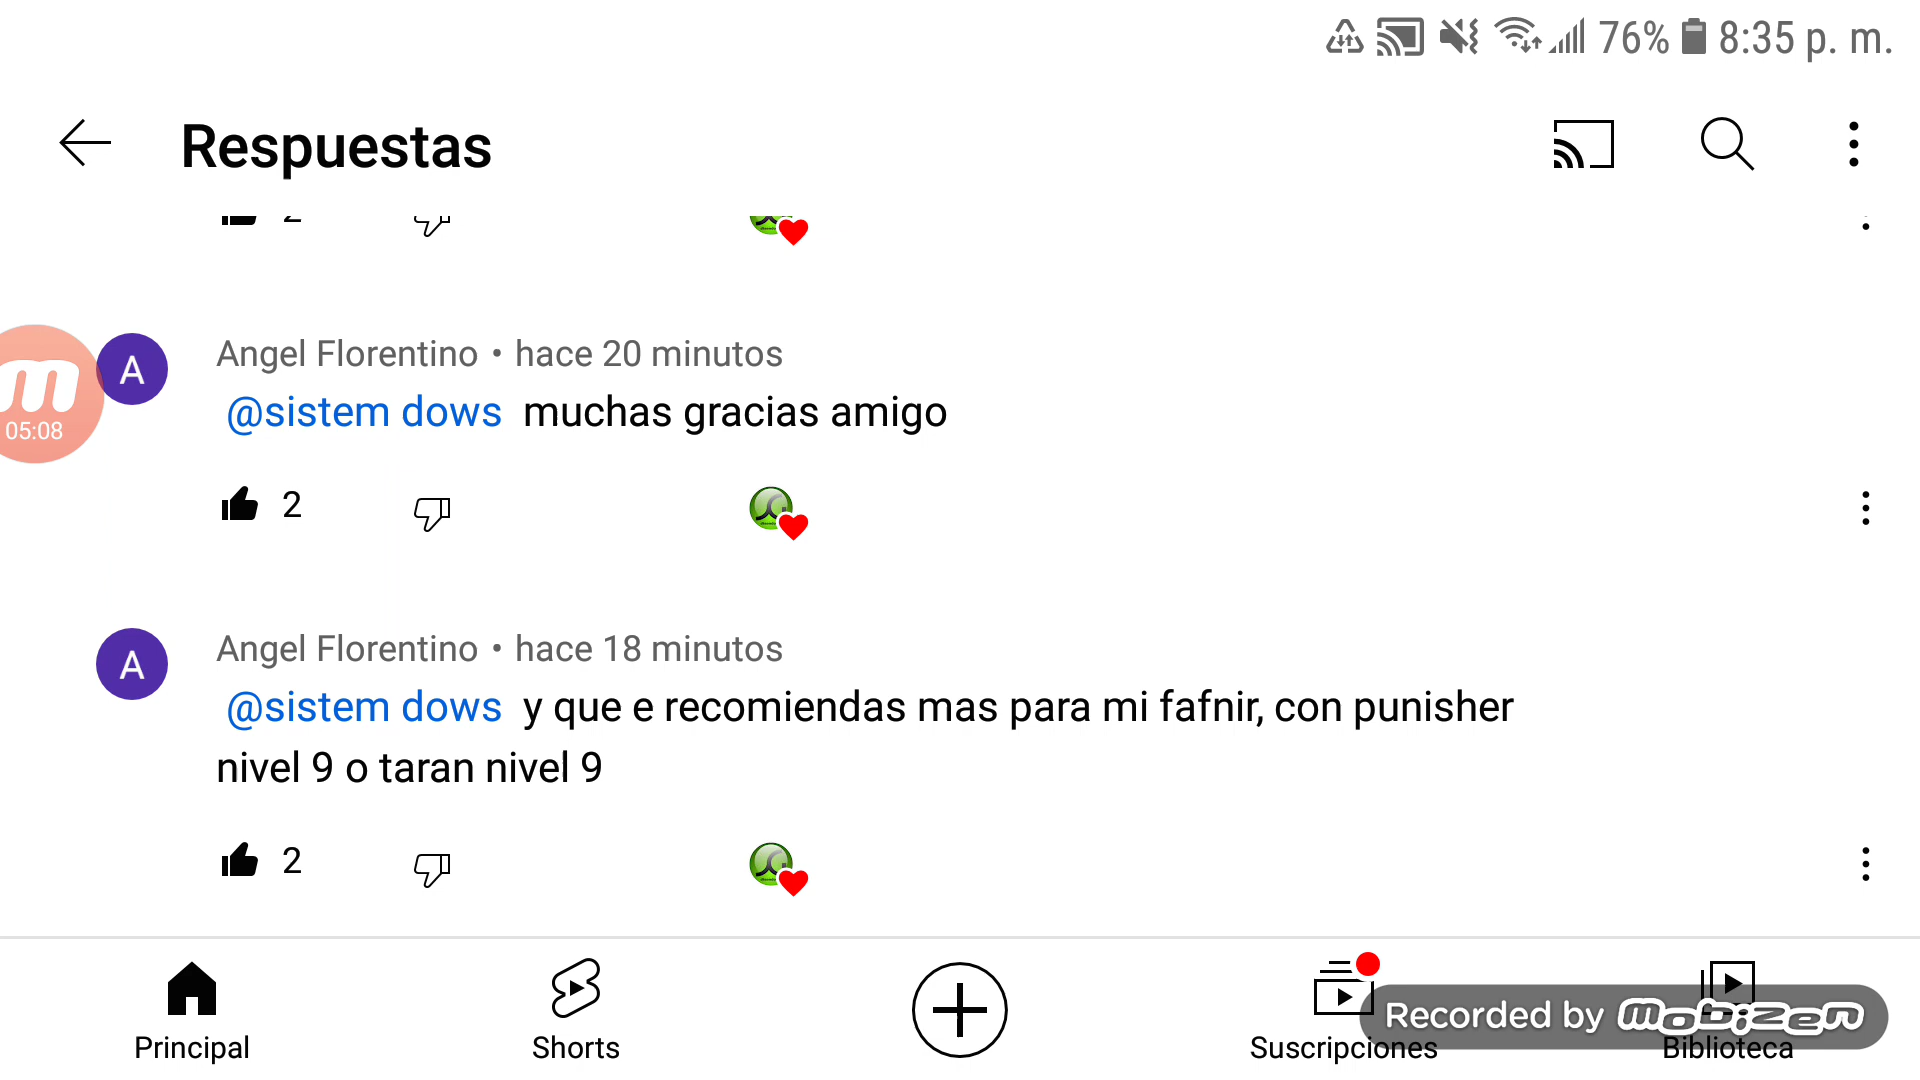 76% 8:35 p. m.
Respuestas
Angel Florentino • hace 20 minutos
@sistem dows muchas gracias amigo
05:08
2
Angel Florentino • hace 18 minutos
@sistem dows y que e recomiendas mas para mi fafnir, con punisher
nivel 9 o taran nivel 9
2
Principal
Shorts
Suscripciones
Biblioteca
Recorded by mobizen